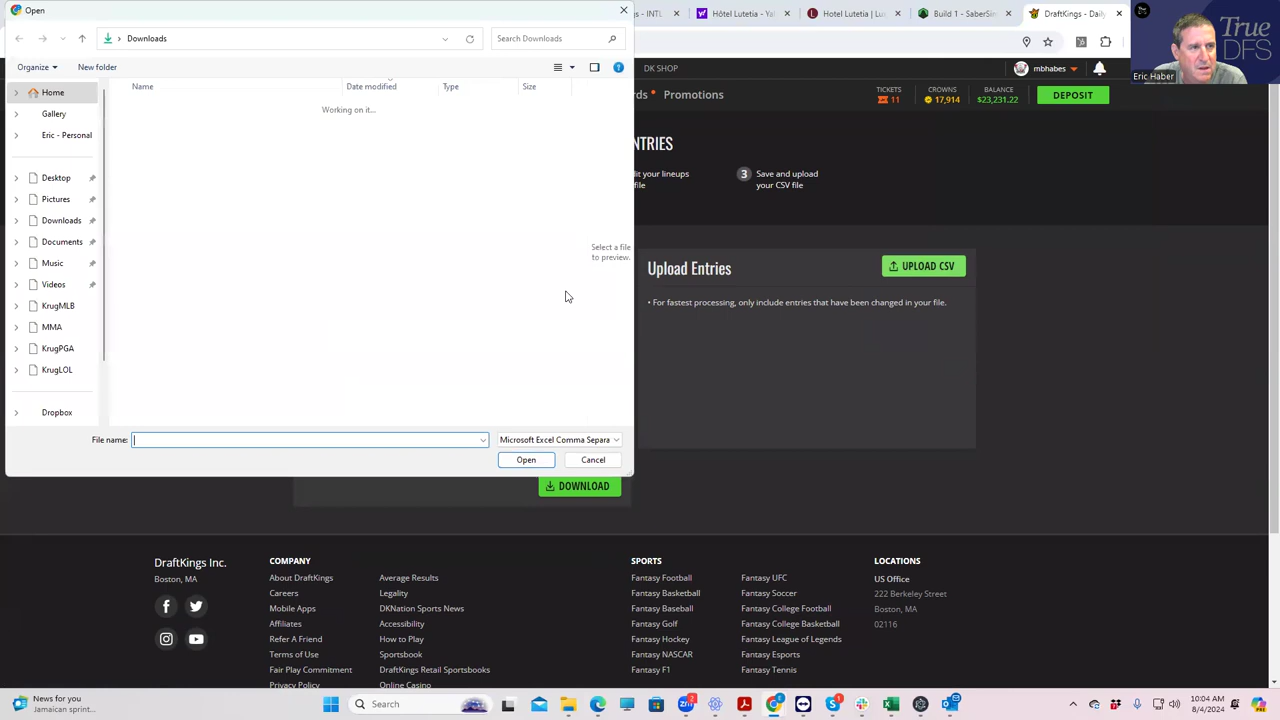 Open
- INTL
Hôtel Lutetia - Ya
Hotel Lutetia | Lu
Build 1 - SaberSim
DraftKings - Daily
True
DFS
Eric Haber
Downloads
Search Downloads
Organize
New folder
DK SHOP
mbhabes
Promotions
TICKETS
11
CROWNS
17,914
BALANCE
$23,231.22
DEPOSIT
Name
Date modified
Type
Size
Working on it...
Home
Gallery
Eric - Personal
Desktop
Pictures
Downloads
Documents
Music
Videos
KrugMLB
MMA
KrugPGA
KrugLOL
Dropbox
Select a file
to preview.
File name:
Microsoft Excel Comma Separa
Open
Cancel
NTRIES
it your lineups
file
3
Save and upload
your CSV file
Upload Entries
UPLOAD CSV
• For fastest processing, only include entries that have been changed in your file.
DOWNLOAD
DraftKings Inc.
Boston, MA
COMPANY
About DraftKings
Careers
Mobile Apps
Affiliates
Refer A Friend
Terms of Use
Fair Play Commitment
Privacy Policy
Average Results
Legality
DKNation Sports News
Accessibility
How to Play
Sportsbook
DraftKings Retail Sportsbooks
Online Casino
SPORTS
Fantasy Football
Fantasy Basketball
Fantasy Baseball
Fantasy Golf
Fantasy Hockey
Fantasy NASCAR
Fantasy F1
Fantasy UFC
Fantasy Soccer
Fantasy College Football
Fantasy College Basketball
Fantasy League of Legends
Fantasy Esports
Fantasy Tennis
LOCATIONS
US Office
222 Berkeley Street
Boston, MA
02116
News for you
Jamaican sprint...
Search
10:04 AM
8/4/2024